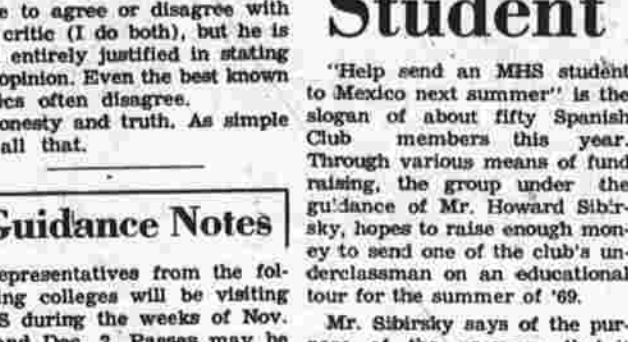 e to agree or disagree with
critic (I do both), but he is
entirely justified in stating
opinion. Even the best known
ics often disagree.
onesty and truth. As simple
all that.
Guidance Notes
epresentatives from the fol-
ing colleges will be visiting
S during the weeks of Nov.
and Dec. 2. Passes may be
Student
"Help send an MHS student
to Mexico next summer" is the
slogan of about fifty Spanish
Club members this year.
Through various means of fund
raising, the group under the
guidance of Mr. Howard Sibir-
sky, hopes to raise enough mon-
ey to send one of the club's un-
derclassman on an educational
tour for the summer of '69.
Mr. Sibirsky says of the pur-